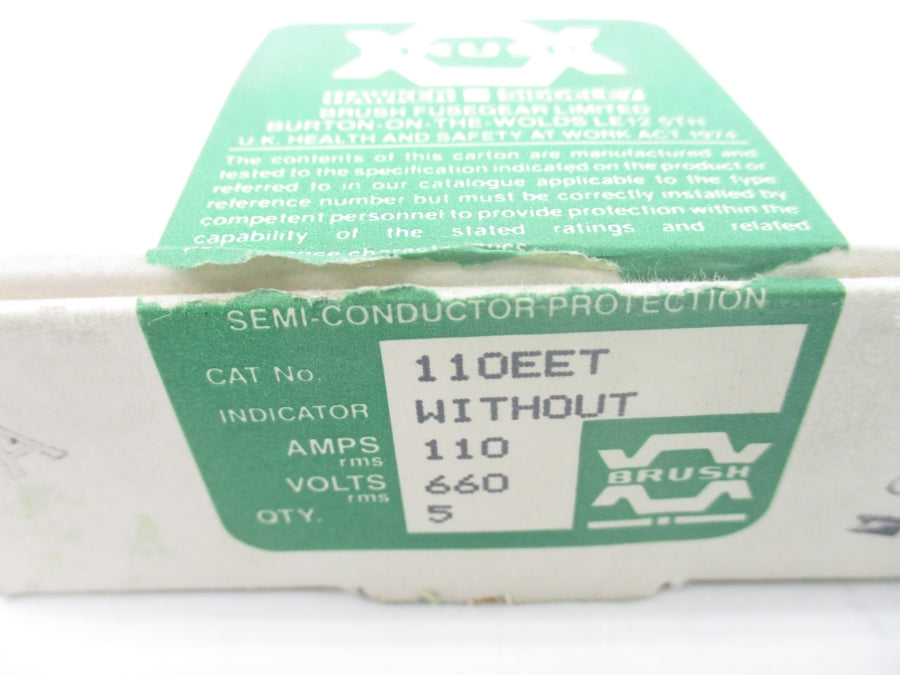 BRUSH
HAWKER SIDDELEY
BRUSH FUSEGEAR LIMITED
BURTON-ON-THE-WOLDS LE12 5TH
U.K. HEALTH AND SAFETY AT WORK ACT 1974
The contents of this carton are manufactured and
tested to the specification indicated on the product or
referred to in our catalogue applicable to the type
reference number but must be correctly installed by
competent personnel to provide protection within the
capability of the stated ratings and related
SEMI-CONDUCTOR PROTECTION
CAT No. 110EET
INDICATOR WITHOUT
AMPS 110
rms
VOLTS 660
rms
QTY. 5
BRUSH